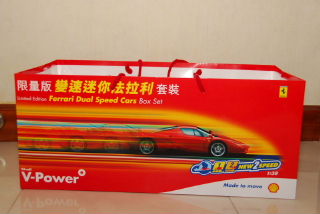 限量版 變速迷你法拉利 套裝
Limited Edition Ferrari Dual Speed Cars Box Set
NEW 2 SPEED
1:38
Shell
V-Power
Made to move